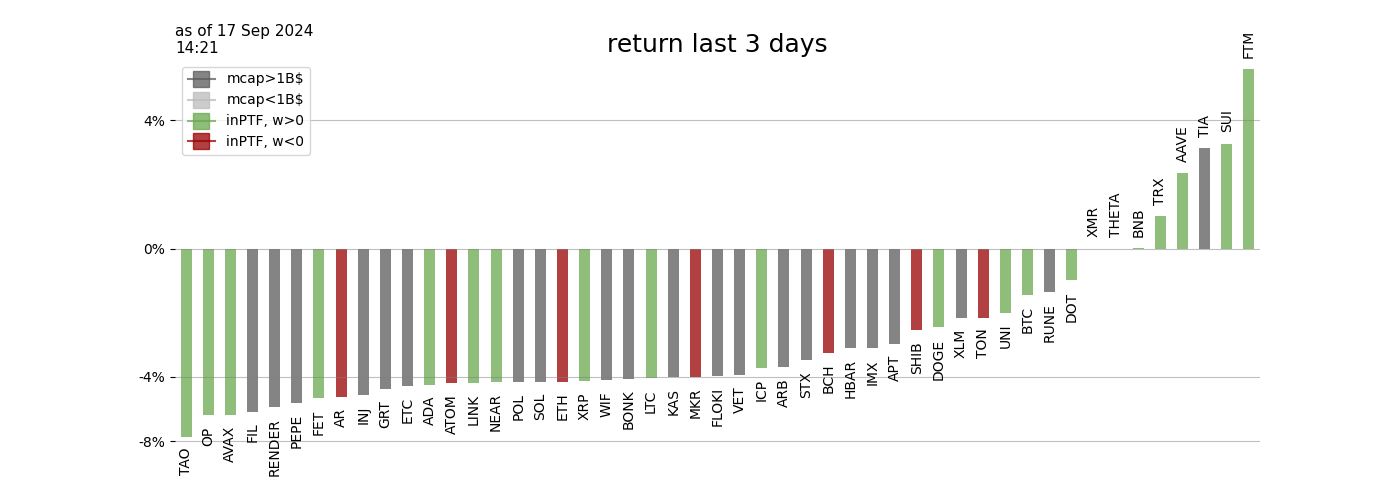 as of 17 Sep 2024
14:21
return last 3 days
mcap>1B$
mcap<1B$
inPTF, w>0
inPTF, w<0
4%
0%
-4%
-8%
TAO
OP
AVAX
FIL
RENDER
PEPE
FET
AR
INJ
GRT
ETC
ADA
ATOM
LINK
NEAR
POL
SOL
ETH
XRP
WIF
BONK
LTC
KAS
MKR
FLOKI
VET
ICP
ARB
STX
BCH
HBAR
IMX
APT
SHIB
DOGE
XLM
TON
UNI
BTC
RUNE
DOT
XMR
THETA
BNB
TRX
AAVE
TIA
SUI
FTM